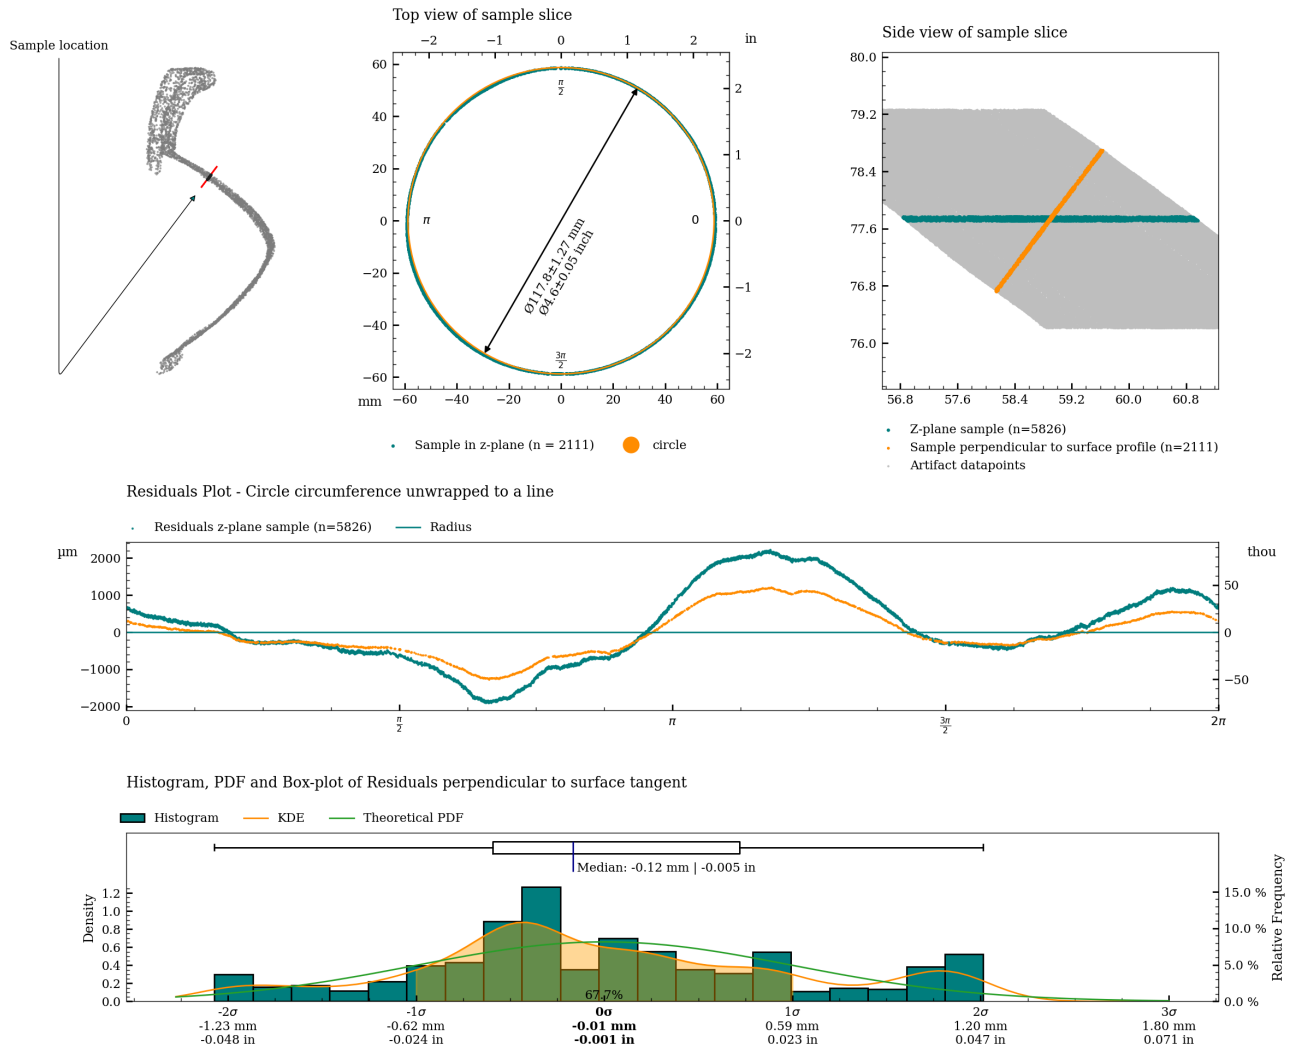 Sample location
Top view of sample slice
−2 −1 0 1 2 in
60
40
20
0
−20
−40
−60
2
1
0
−1
−2
π/2
π
0
3π/2
Ø117.8±1.27 mm
Ø4.6±0.05 inch
mm −60 −40 −20 0 20 40 60
Sample in z-plane (n = 2111) circle
Side view of sample slice
80.0
79.2
78.4
77.6
76.8
76.0
56.8 57.6 58.4 59.2 60.0 60.8
Z-plane sample (n=5826)
Sample perpendicular to surface profile (n=2111)
Artifact datapoints
Residuals Plot - Circle circumference unwrapped to a line
Residuals z-plane sample (n=5826) Radius
µm thou
2000
1000
0
−1000
−2000
50
0
−50
0 π/2 π 3π/2 2π
Histogram, PDF and Box-plot of Residuals perpendicular to surface tangent
Histogram KDE Theoretical PDF
Median: -0.12 mm | -0.005 in
Density
1.2
1.0
0.8
0.6
0.4
0.2
0.0
15.0 %
10.0 %
5.0 %
0.0 %
Relative Frequency
67.7%
-2σ -1σ 0σ 1σ 2σ 3σ
-1.23 mm -0.62 mm -0.01 mm 0.59 mm 1.20 mm 1.80 mm
-0.048 in -0.024 in -0.001 in 0.023 in 0.047 in 0.071 in